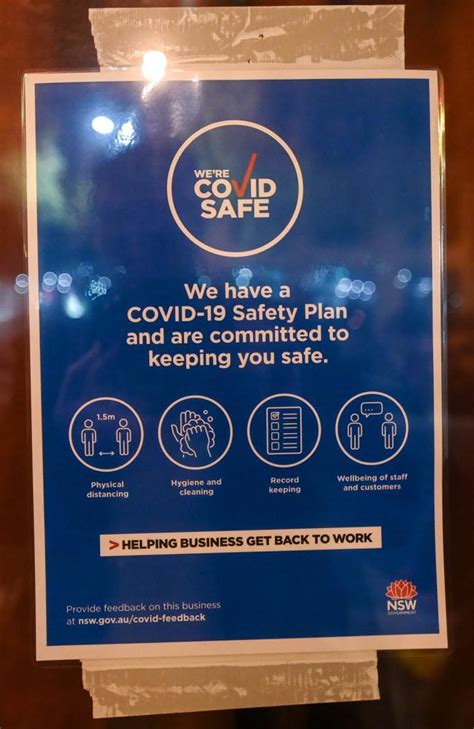 WE'RE
COVID
SAFE
We have a
COVID-19 Safety Plan
and are committed to
keeping you safe.
1.5m
Physical
distancing
Hygiene and
cleaning
Record
keeping
Wellbeing of staff
and customers
> HELPING BUSINESS GET BACK TO WORK
Provide feedback on this business
at nsw.gov.au/covid-feedback
NSW
GOVERNMENT